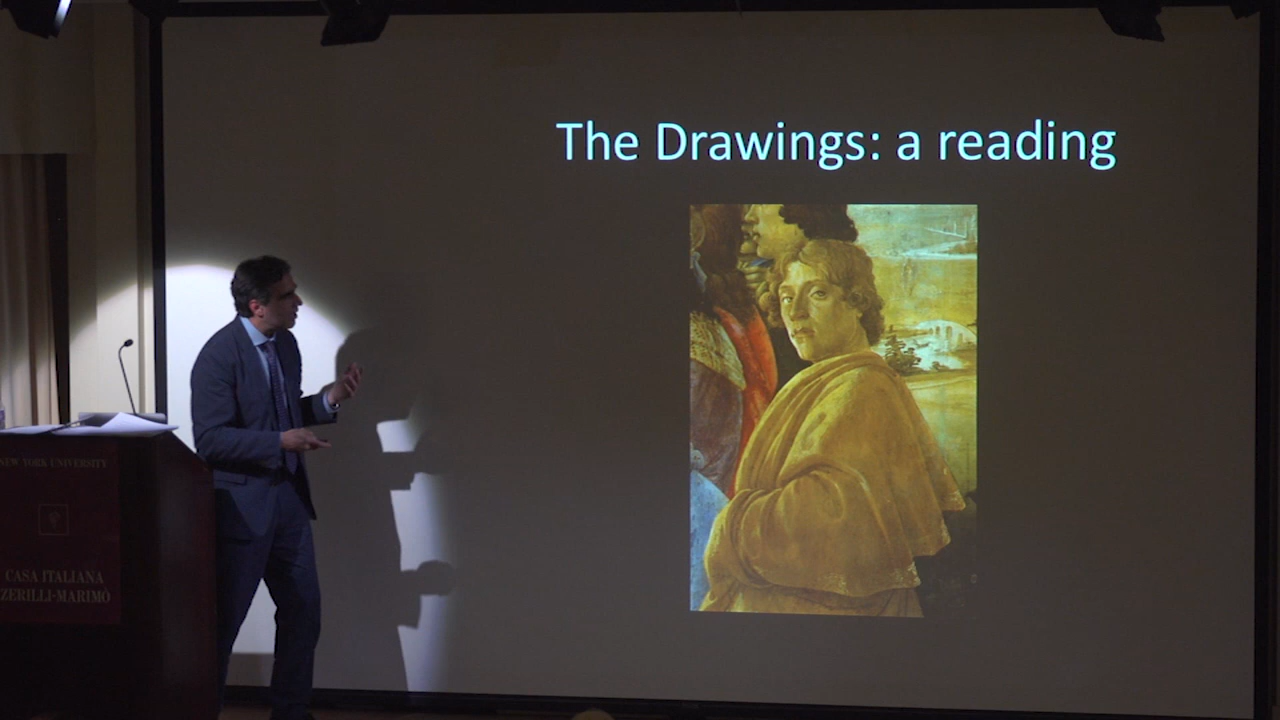 The Drawings: a reading
NEW YORK UNIVERSITY
CASA ITALIANA
ZERILLI-MARIMÒ